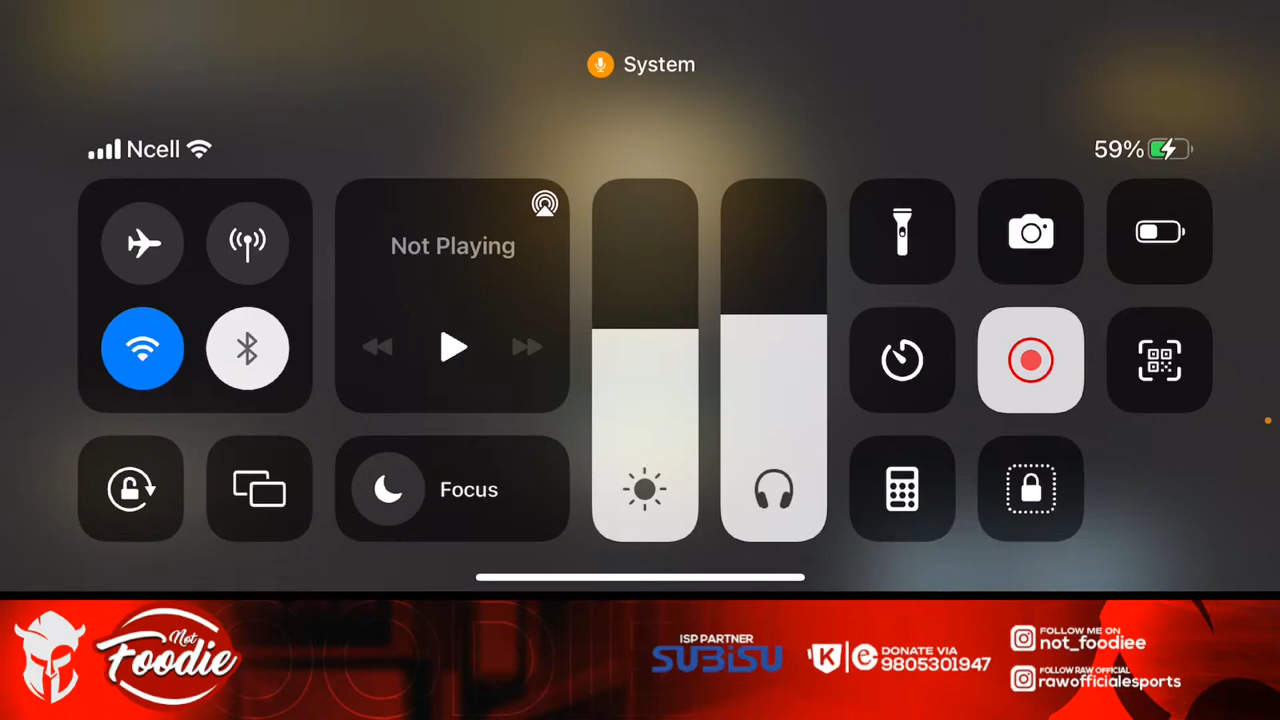 System
Ncell
59%
Not Playing
Focus
Not
Foodie
ISP PARTNER
SUBISU
K e
DONATE VIA
9805301947
FOLLOW ME ON
not_foodiee
FOLLOW RAW OFFICIAL
rawofficialesports